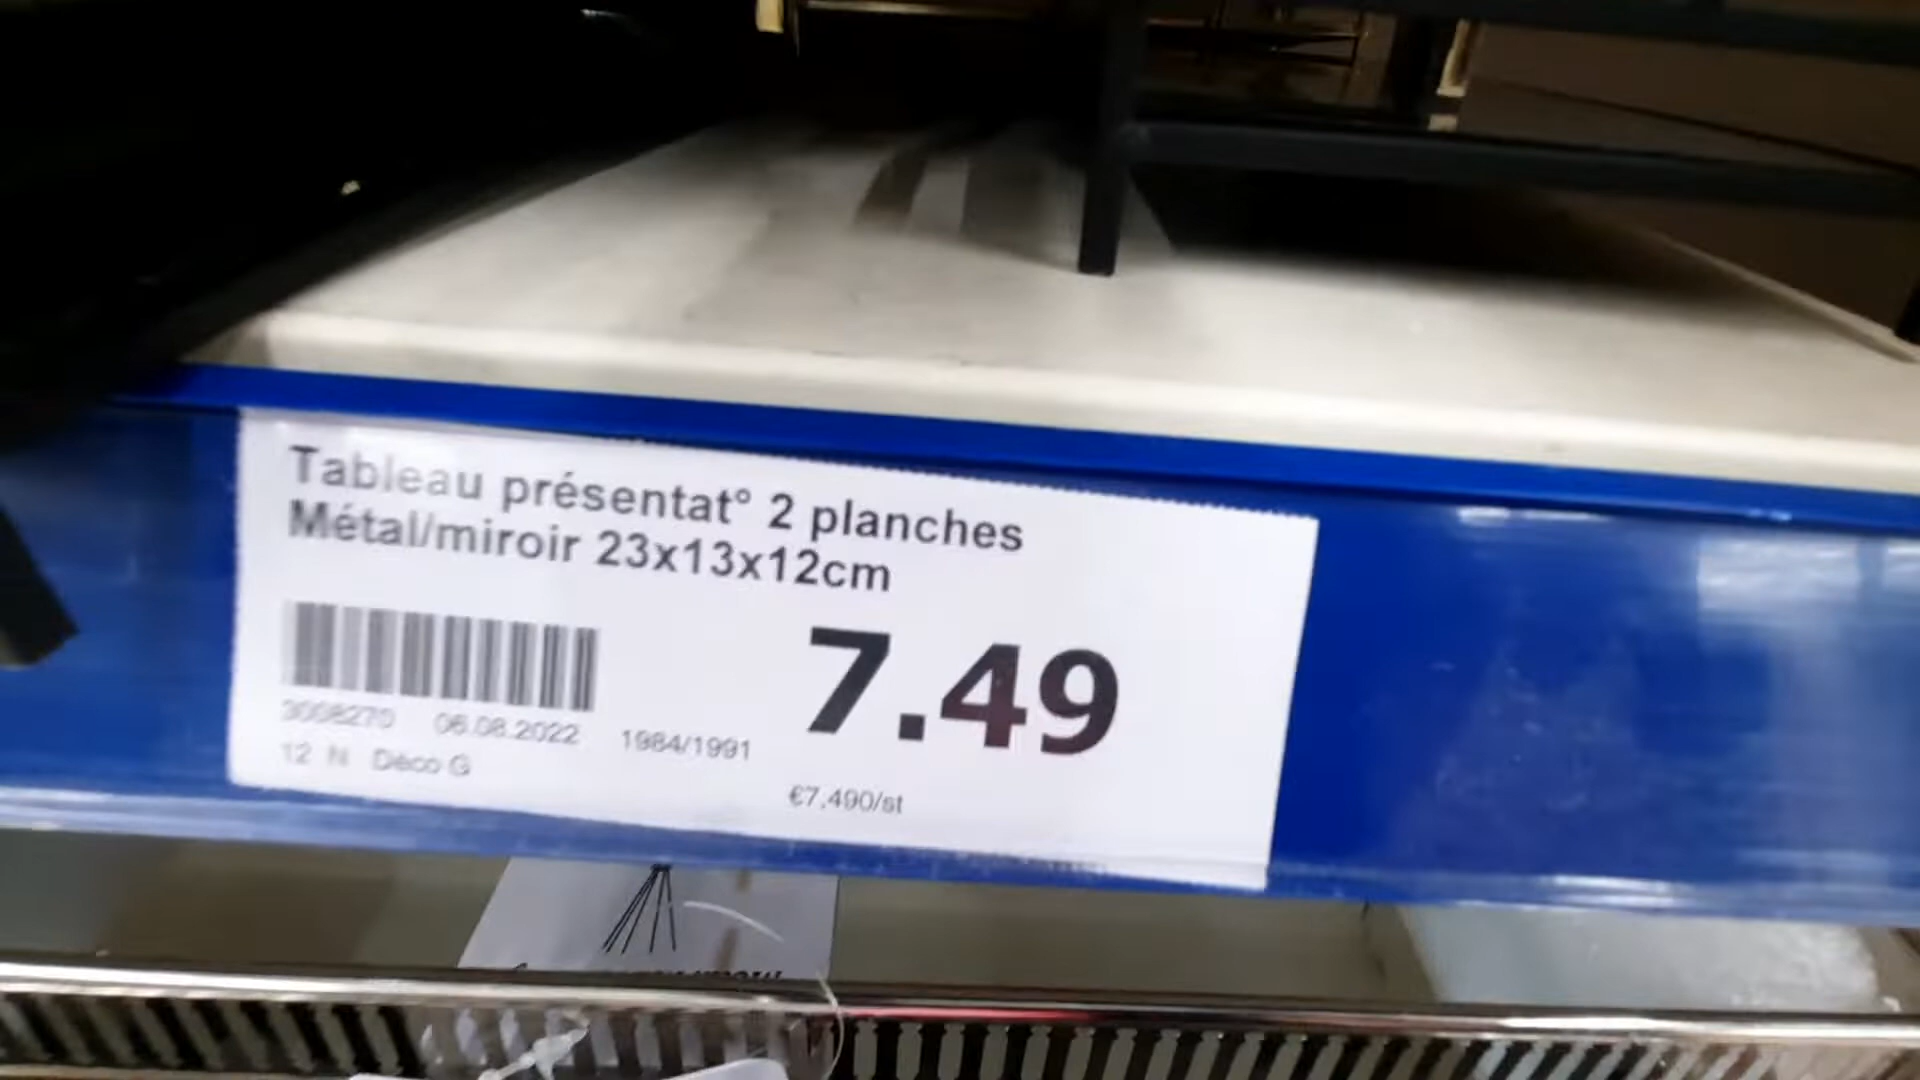 Tableau présentat° 2 planches
Métal/miroir 23x13x12cm
7.49
3008270 06.08.2022 1984/1991
12 N Déco G
€7,490/st